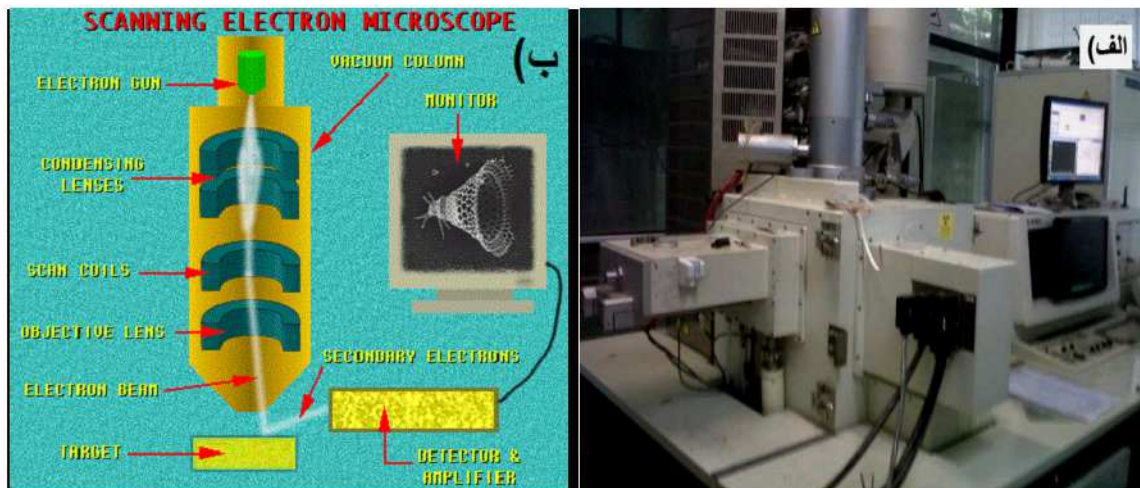 SCANNING ELECTRON MICROSCOPE
ب)
ELECTRON GUN
VACUUM COLUMN
MONITOR
CONDENSING
LENSES
SCAN COILS
OBJECTIVE LENS
SECONDARY ELECTRONS
ELECTRON BEAM
TARGET
DETECTOR &
AMPLIFIER
الف)